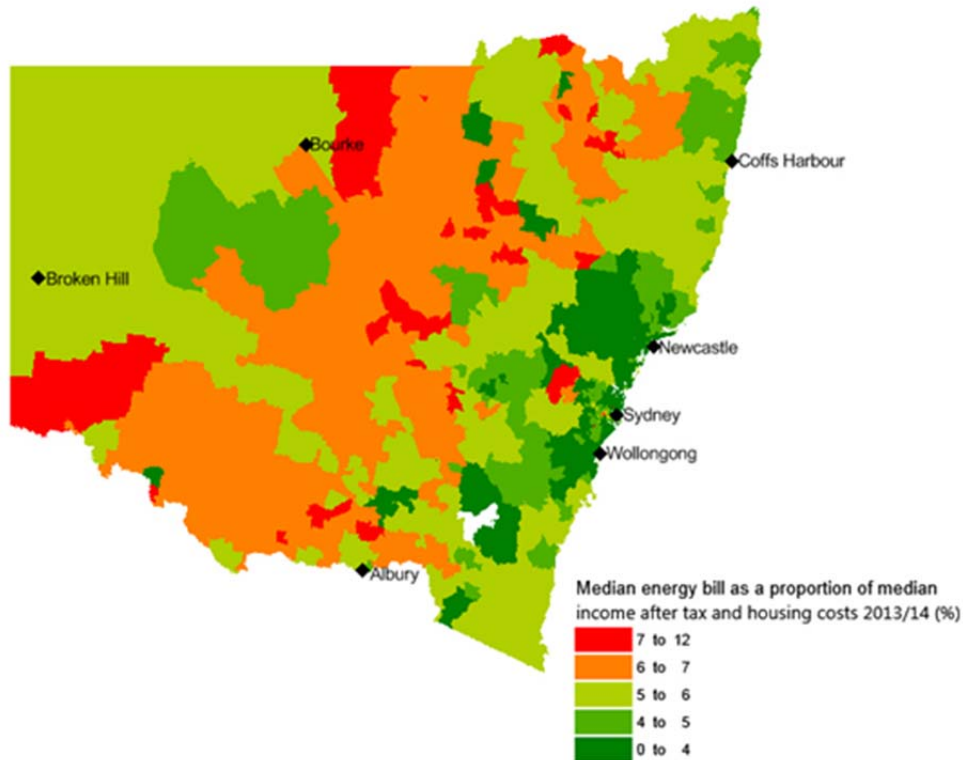 Bourke
Coffs Harbour
Broken Hill
Newcastle
Sydney
Wollongong
Albury
Median energy bill as a proportion of median
income after tax and housing costs 2013/14 (%)
7 to 12
6 to 7
5 to 6
4 to 5
0 to 4